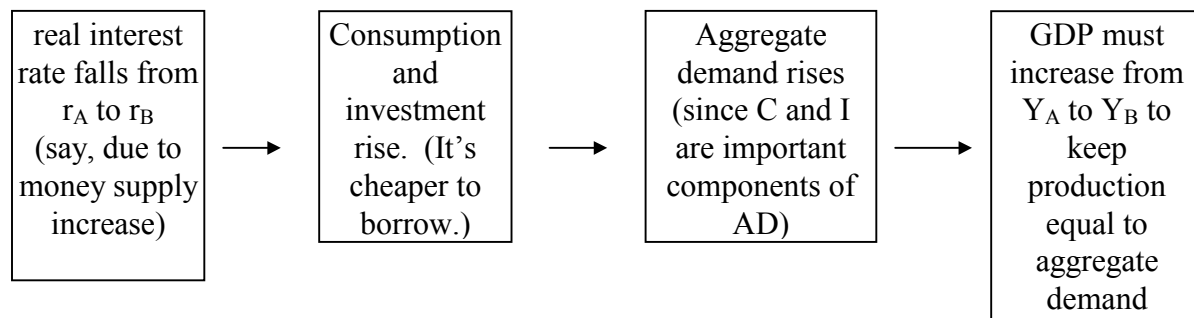 real interest
rate falls from
rA to rB
(say, due to
money supply
increase)
Consumption
and
investment
rise.  (It’s
cheaper to
borrow.)
Aggregate
demand rises
(since C and I
are important
components of
AD)
GDP must
increase from
YA to YB to
keep
production
equal to
aggregate
demand